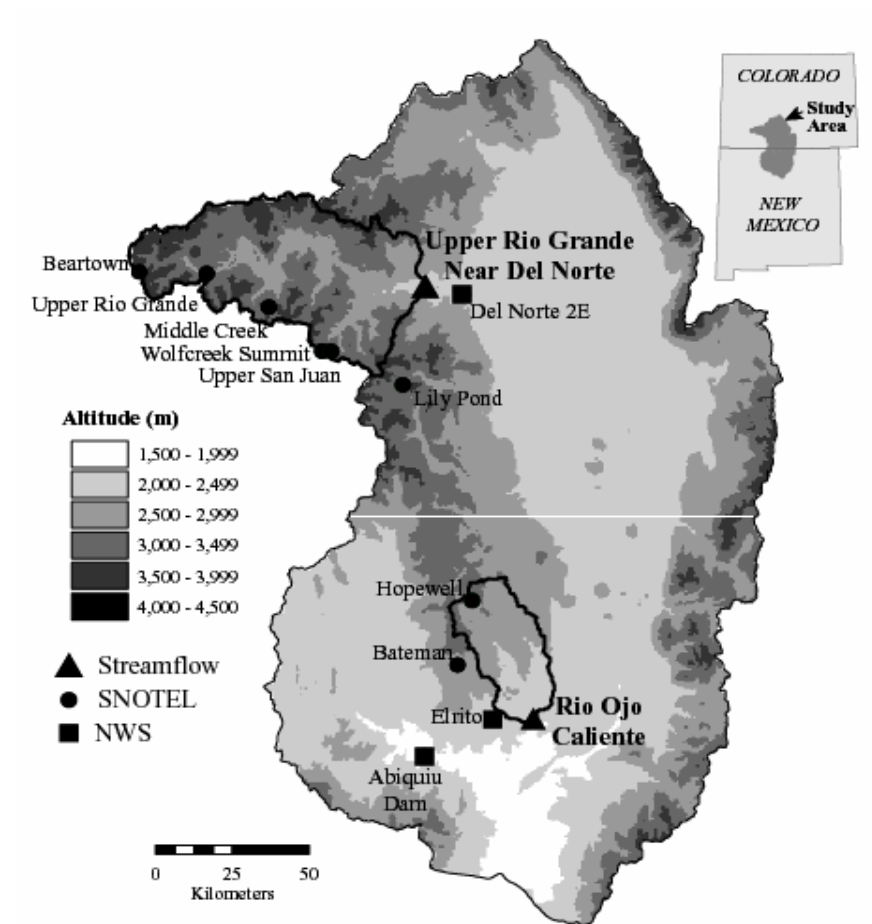 COLORADO
Study
Area
NEW
MEXICO
Upper Rio Grande
Near Del Norte
Beartown
Upper Rio Grande
Del Norte 2E
Middle Creek
Wolfcreek Summit
Upper San Juan
Lily Pond
Altitude (m)
1,500 - 1,999
2,000 - 2,499
2,500 - 2,999
3,000 - 3,499
3,500 - 3,999
4,000 - 4,500
Hopewell
Streamflow
SNOTEL
NWS
Bateman
Elrito
Rio Ojo
Caliente
Abiquiu
Dam
0 25 50
Kilometers